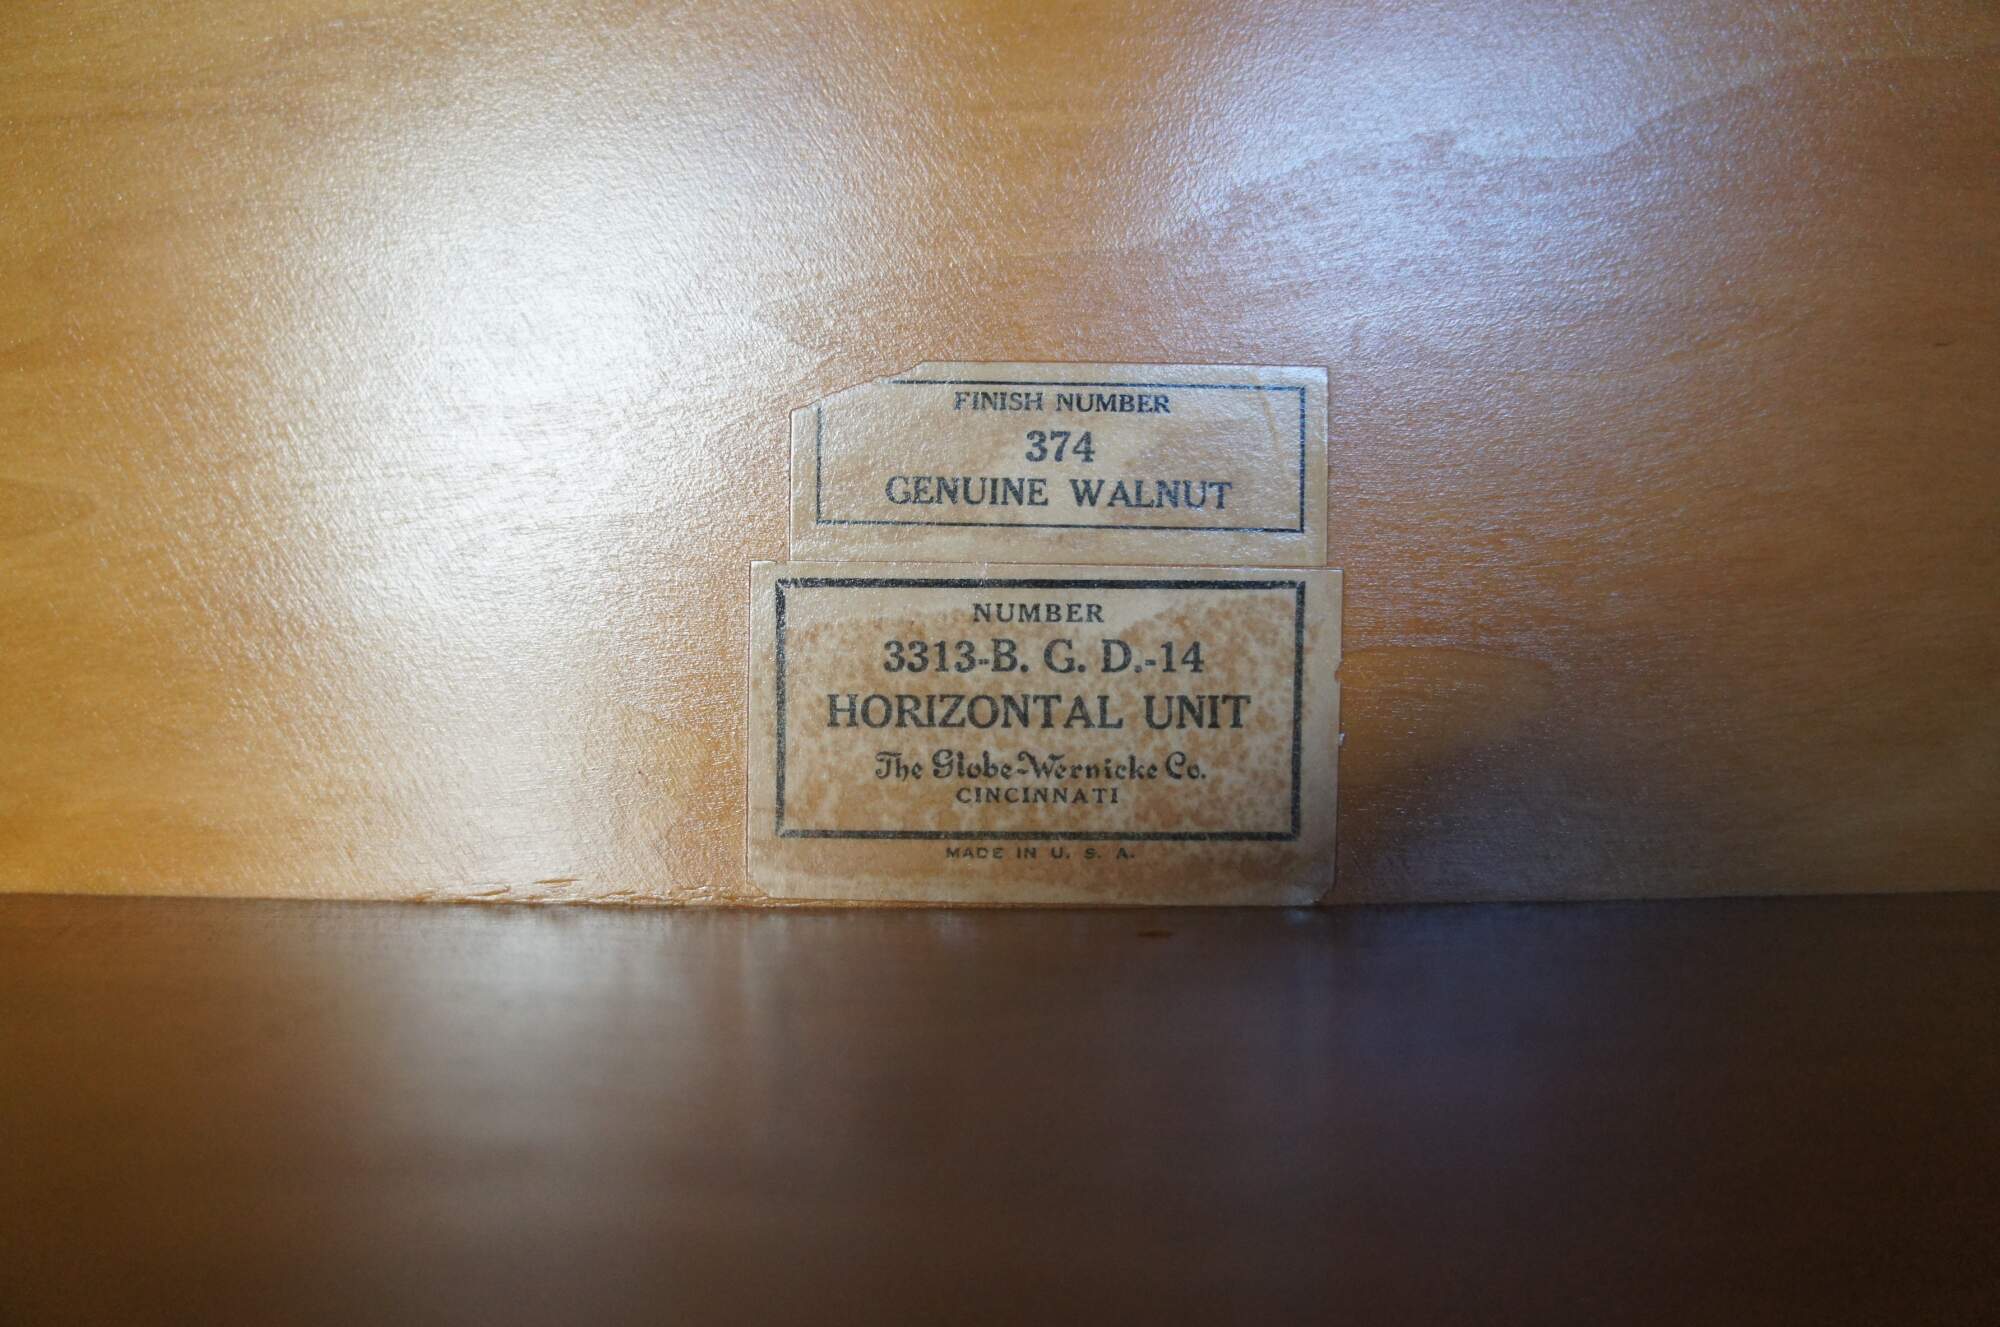 FINISH NUMBER
374
GENUINE WALNUT
NUMBER
3313-B. G. D.-14
HORIZONTAL UNIT
The Globe-Wernicke Co.
CINCINNATI
MADE IN U. S. A.